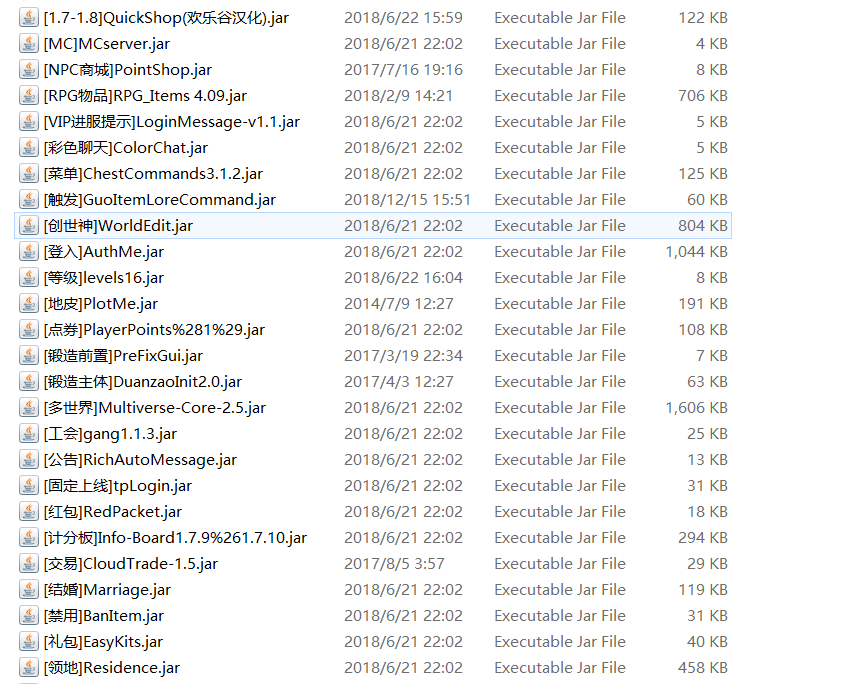 [1.7-1.8]QuickShop(欢乐谷汉化).jar 2018/6/22 15:59 Executable Jar File 122 KB
[MC]MCserver.jar 2018/6/21 22:02 Executable Jar File 4 KB
[NPC商城]PointShop.jar 2017/7/16 19:16 Executable Jar File 8 KB
[RPG物品]RPG_Items 4.09.jar 2018/2/9 14:21 Executable Jar File 706 KB
[VIP进服提示]LoginMessage-v1.1.jar 2018/6/21 22:02 Executable Jar File 5 KB
[彩色聊天]ColorChat.jar 2018/6/21 22:02 Executable Jar File 5 KB
[菜单]ChestCommands3.1.2.jar 2018/6/21 22:02 Executable Jar File 125 KB
[触发]GuoItemLoreCommand.jar 2018/12/15 15:51 Executable Jar File 60 KB
[创世神]WorldEdit.jar 2018/6/21 22:02 Executable Jar File 804 KB
[登入]AuthMe.jar 2018/6/21 22:02 Executable Jar File 1,044 KB
[等级]levels16.jar 2018/6/22 16:04 Executable Jar File 8 KB
[地皮]PlotMe.jar 2014/7/9 12:27 Executable Jar File 191 KB
[点券]PlayerPoints%281%29.jar 2018/6/21 22:02 Executable Jar File 108 KB
[锻造前置]PreFixGui.jar 2017/3/19 22:34 Executable Jar File 7 KB
[锻造主体]DuanzaoInit2.0.jar 2017/4/3 12:27 Executable Jar File 63 KB
[多世界]Multiverse-Core-2.5.jar 2018/6/21 22:02 Executable Jar File 1,606 KB
[工会]gang1.1.3.jar 2018/6/21 22:02 Executable Jar File 25 KB
[公告]RichAutoMessage.jar 2018/6/21 22:02 Executable Jar File 13 KB
[固定上线]tpLogin.jar 2018/6/21 22:02 Executable Jar File 31 KB
[红包]RedPacket.jar 2018/6/21 22:02 Executable Jar File 18 KB
[计分板]Info-Board1.7.9%261.7.10.jar 2018/6/21 22:02 Executable Jar File 294 KB
[交易]CloudTrade-1.5.jar 2017/8/5 3:57 Executable Jar File 29 KB
[结婚]Marriage.jar 2018/6/21 22:02 Executable Jar File 119 KB
[禁用]BanItem.jar 2018/6/21 22:02 Executable Jar File 31 KB
[礼包]EasyKits.jar 2018/6/21 22:02 Executable Jar File 40 KB
[领地]Residence.jar 2018/6/21 22:02 Executable Jar File 458 KB